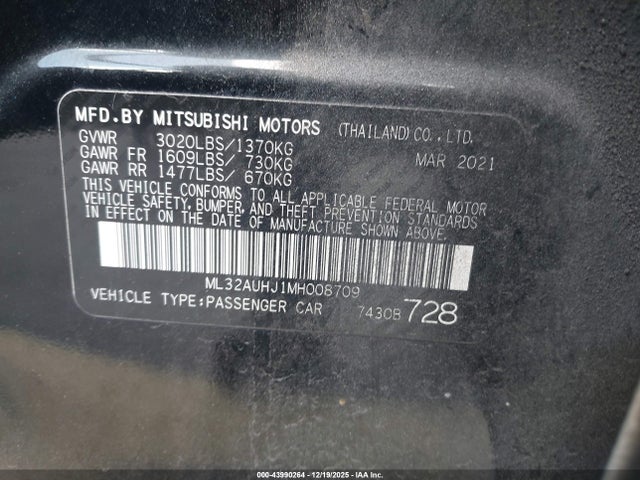 MFD.BY MITSUBISHI MOTORS (THAILAND) CO., LTD.
GVWR 3020LBS/1370KG MAR 2021
GAWR FR 1609LBS/ 730KG
GAWR RR 1477LBS/ 670KG
THIS VEHICLE CONFORMS TO ALL APPLICABLE FEDERAL MOTOR
VEHICLE SAFETY, BUMPER, AND THEFT PREVENTION STANDARDS
IN EFFECT ON THE DATE OF MANUFACTURE SHOWN ABOVE.
ML32AUHJ1MH008709
VEHICLE TYPE:PASSENGER CAR 743CB 728
000-43990264 - 12/19/2025 - IAA Inc.